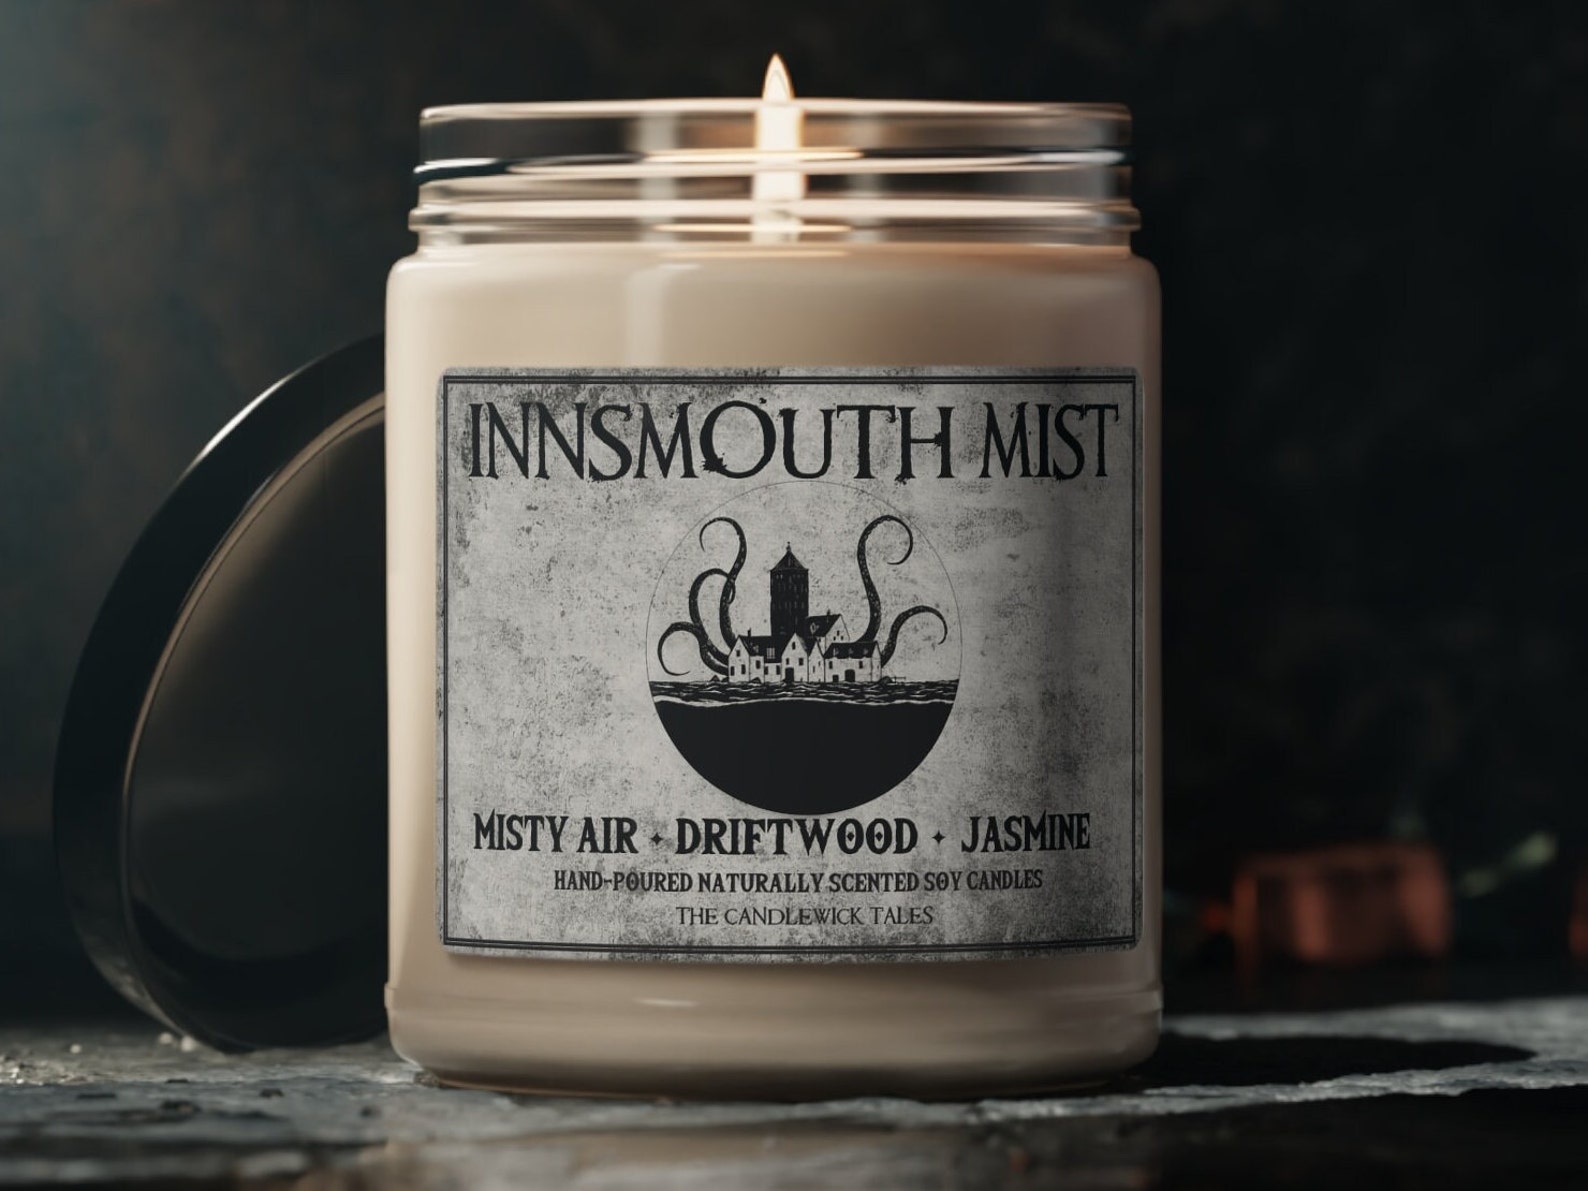 INNSMOUTH MIST
MISTY AIR ✦ DRIFTWOOD ✦ JASMINE
HAND-POURED NATURALLY SCENTED SOY CANDLES
THE CANDLEWICK TALES